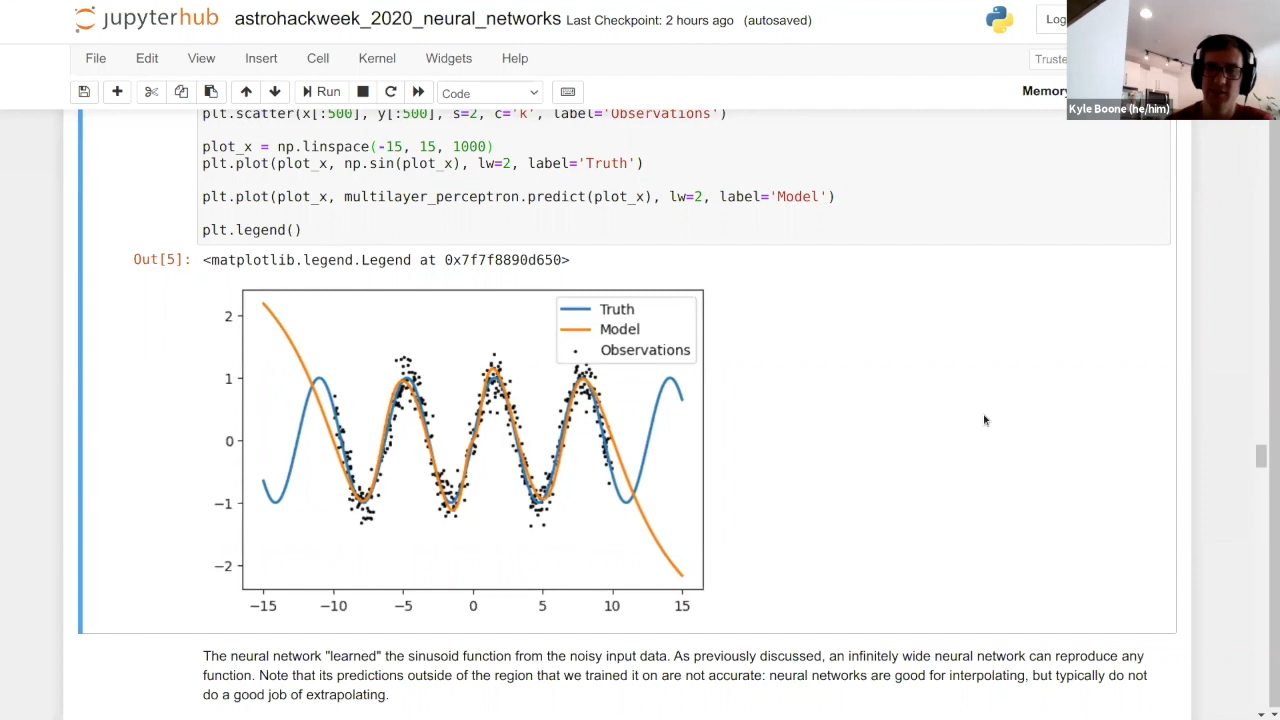 jupyterhub astrohackweek_2020_neural_networks Last Checkpoint: 2 hours ago (autosaved)
File Edit View Insert Cell Kernel Widgets Help
Run Code
Memory
Kyle Boone (he/him)
plt.scatter(x[:500], y[:500], s=2, c='k', label='Observations')
plot_x = np.linspace(-15, 15, 1000)
plt.plot(plot_x, np.sin(plot_x), lw=2, label='Truth')
plt.plot(plot_x, multilayer_perceptron.predict(plot_x), lw=2, label='Model')
plt.legend()
Out[5]: <matplotlib.legend.Legend at 0x7f7f8890d650>
Truth
Model
Observations
2
1
0
−1
−2
−15 −10 −5 0 5 10 15
The neural network "learned" the sinusoid function from the noisy input data. As previously discussed, an infinitely wide neural network can reproduce any
function. Note that its predictions outside of the region that we trained it on are not accurate: neural networks are good for interpolating, but typically do not
do a good job of extrapolating.